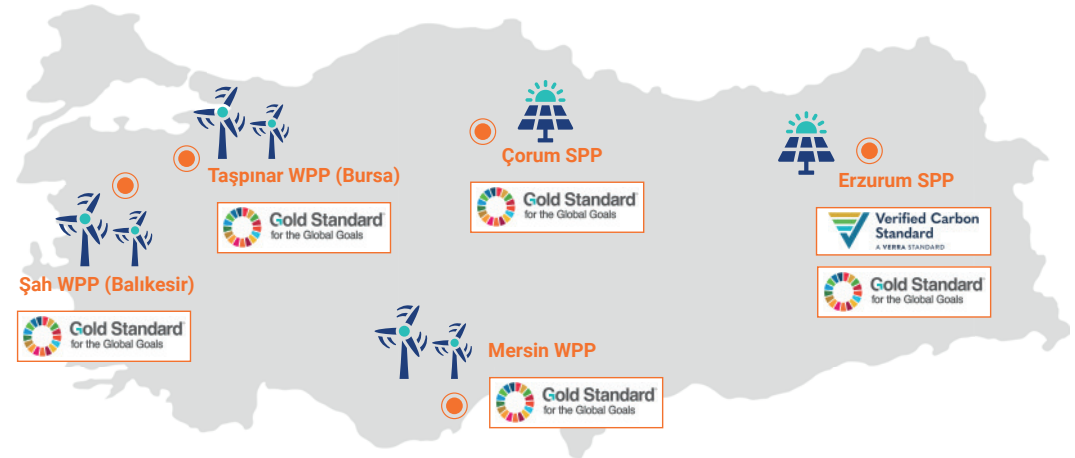 Taşpınar WPP (Bursa)
Gold Standard
for the Global Goals
Şah WPP (Balıkesir)
Gold Standard
for the Global Goals
Çorum SPP
Gold Standard
for the Global Goals
Mersin WPP
Gold Standard
for the Global Goals
Erzurum SPP
Verified Carbon
Standard
A VERRA STANDARD
Gold Standard
for the Global Goals